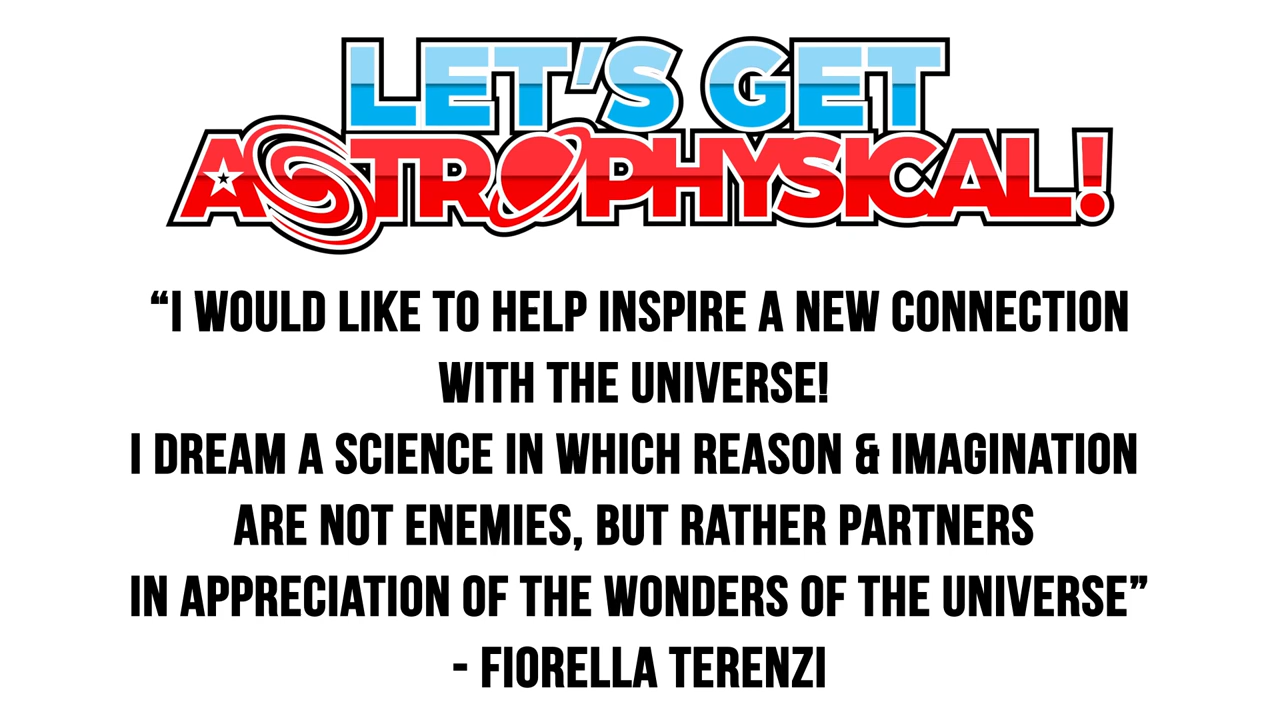 LET'S GET
ASTROPHYSICAL!
“I WOULD LIKE TO HELP INSPIRE A NEW CONNECTION
WITH THE UNIVERSE!
I DREAM A SCIENCE IN WHICH REASON & IMAGINATION
ARE NOT ENEMIES, BUT RATHER PARTNERS
IN APPRECIATION OF THE WONDERS OF THE UNIVERSE”
- FIORELLA TERENZI